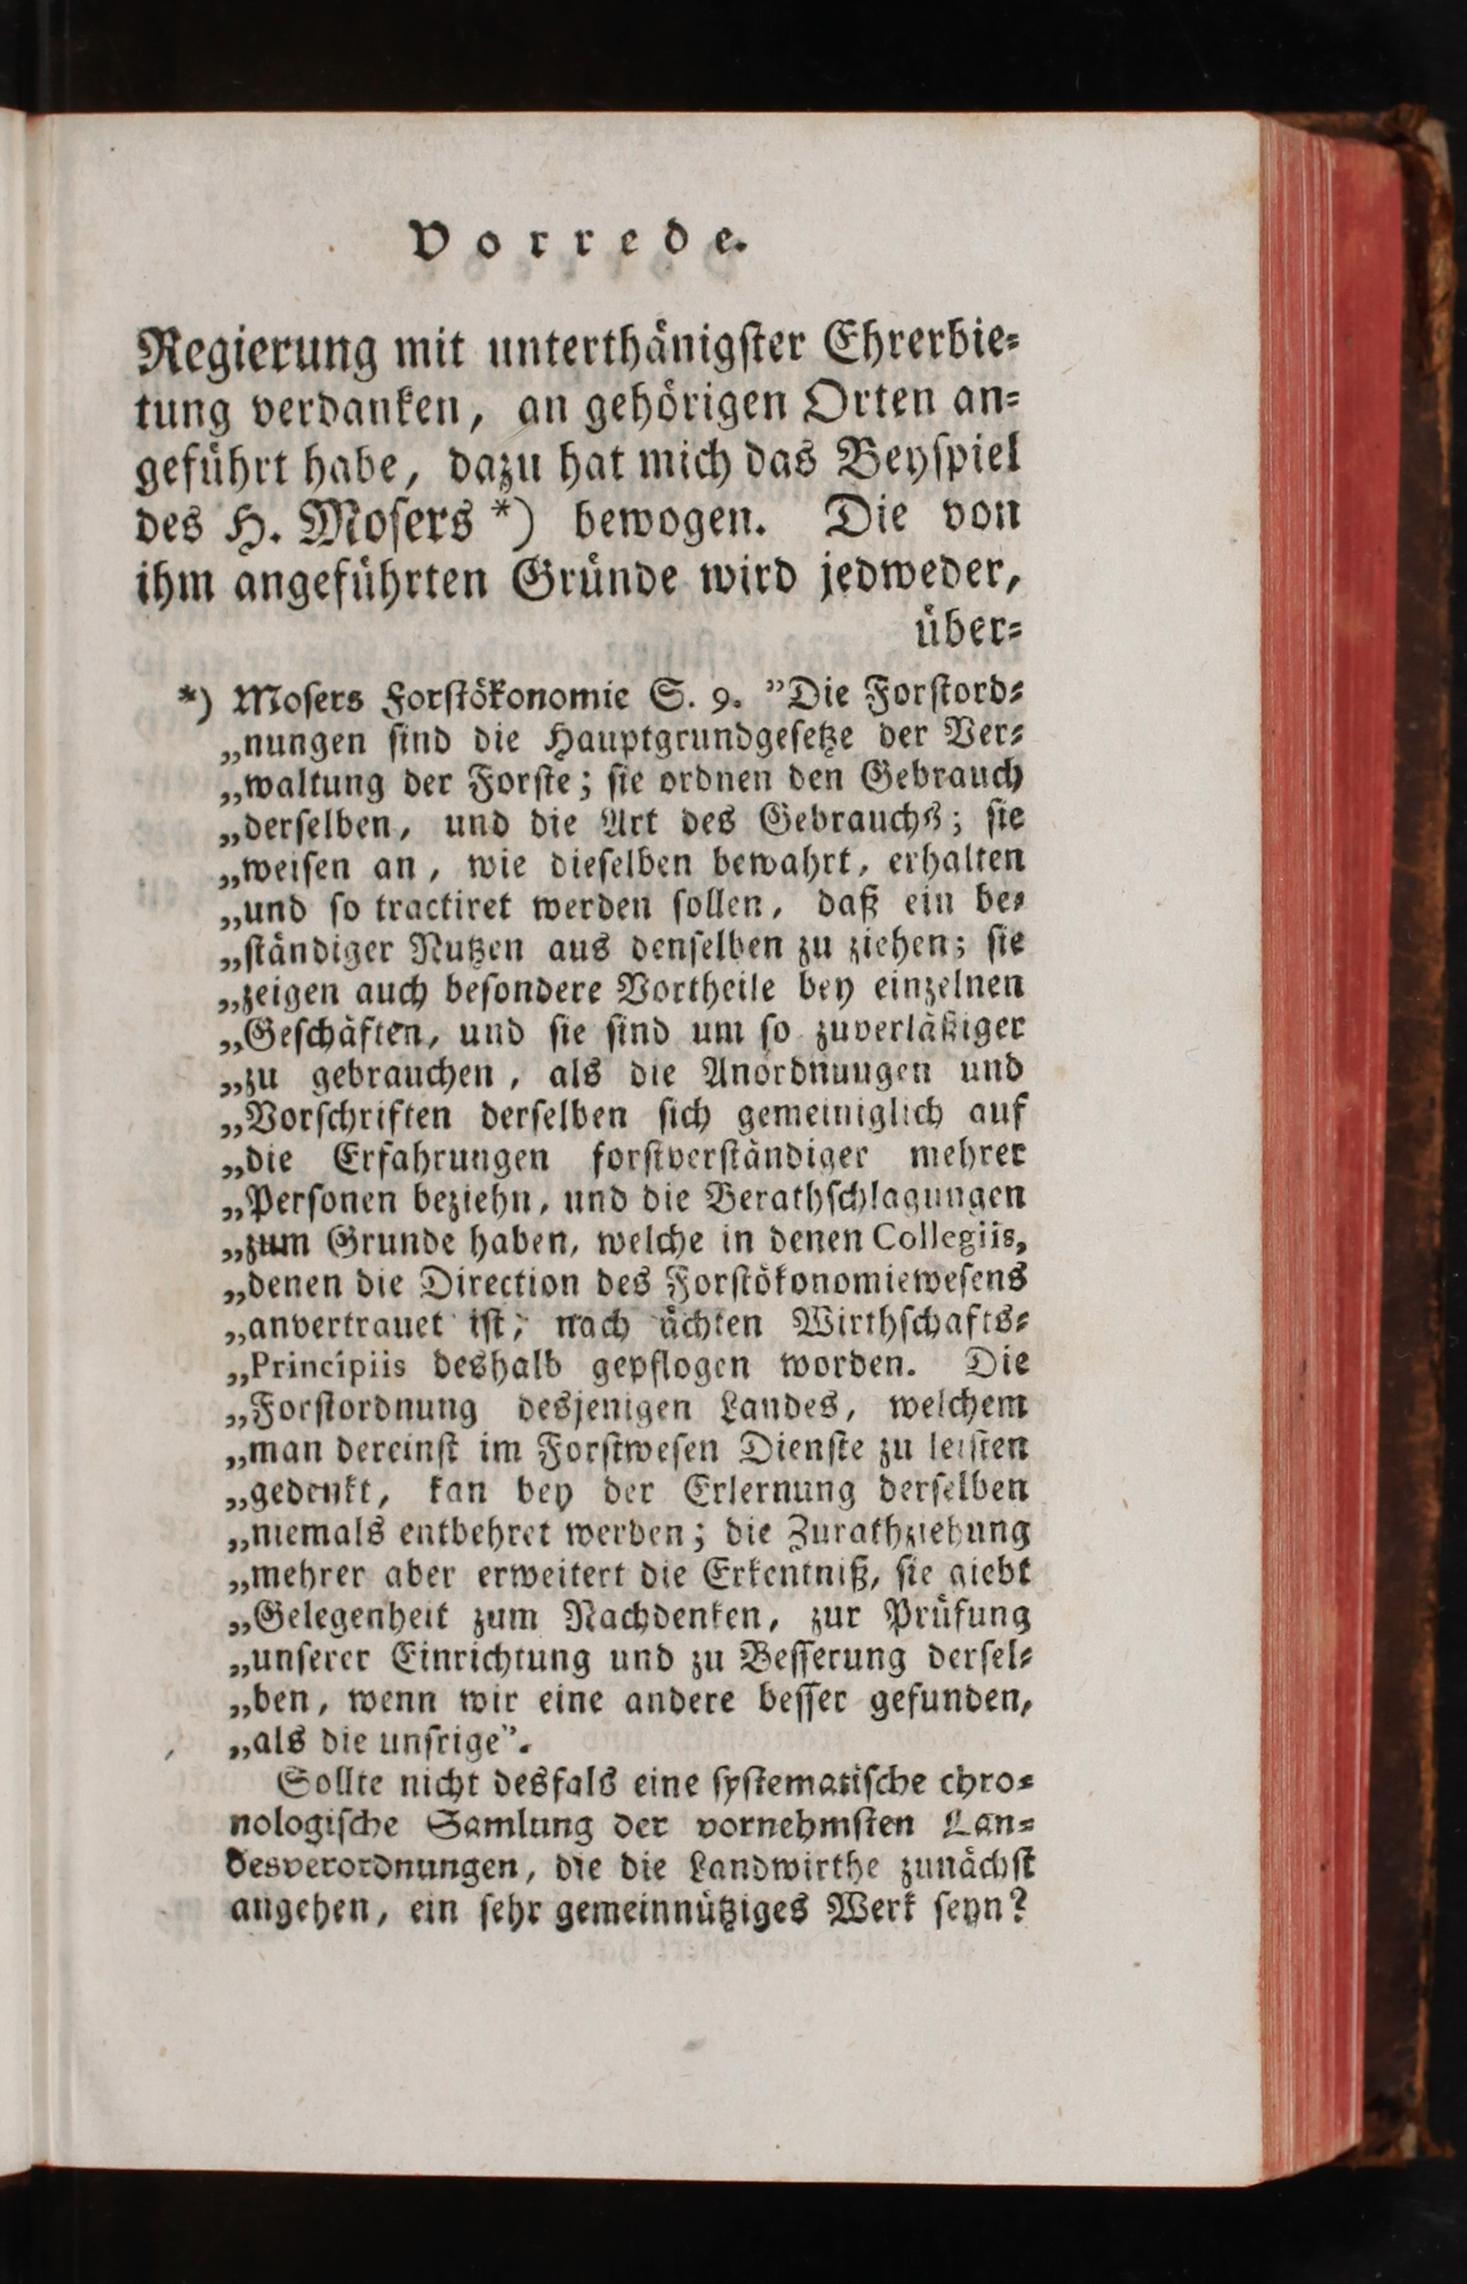 Vorrede.
Regierung mit unterthänigſter Ehrerbie⸗
tung verdanken, an gehörigen Orten an⸗
geführt habe, dazu hat mich das Beyſpiel
des H. Moſers *) bewogen. Die von
ihm angeführten Gründe wird jedweder,
über⸗
*) Moſers Forſtökonomie S. 9. ”Die Forſtord⸗
„nungen ſind die Hauptgrundgeſetze der Ver⸗
„waltung der Forſte; ſie ordnen den Gebrauch
„derſelben, und die Art des Gebrauchs; ſie
„weiſen an, wie dieſelben bewahrt, erhalten
„und ſo tractiret werden ſollen, daß ein be⸗
„ſtändiger Nutzen aus denſelben zu ziehen; ſie
„zeigen auch beſondere Vortheile bey einzelnen
„Geſchäften, und ſie ſind um ſo zuverläßiger
„zu gebrauchen, als die Anordnungen und
„Vorſchriften derſelben ſich gemeiniglich auf
„die Erfahrungen forſtverſtändiger mehrer
„Perſonen beziehn, und die Berathſchlagungen
„zum Grunde haben, welche in denen Collegiis,
„denen die Direction des Forſtökonomieweſens
„anvertrauet iſt, nach ächten Wirthſchafts⸗
„Principiis deshalb gepflogen worden. Die
„Forſtordnung desjenigen Landes, welchem
„man dereinſt im Forſtweſen Dienſte zu leiſten
„gedenkt, kan bey der Erlernung derſelben
„niemals entbehret werden; die Zurathziehung
„mehrer aber erweitert die Erkentniß, ſie giebt
„Gelegenheit zum Nachdenken, zur Prüfung
„unſerer Einrichtung und zu Beſſerung derſel⸗
„ben, wenn wir eine andere beſſer gefunden,
„als die unſrige”.
Sollte nicht desfals eine ſyſtematiſche chro⸗
nologiſche Samlung der vornehmſten Lan⸗
desverordnungen, die die Landwirthe zunächſt
angehen, ein ſehr gemeinnütziges Werk ſeyn?